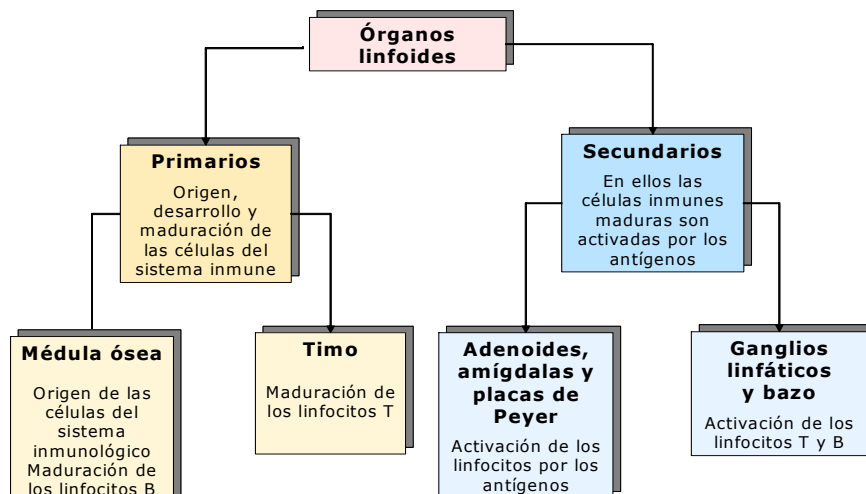 Órganos
linfoides
Primarios
Origen,
desarrollo y
maduración de
las células del
sistema inmune
Secundarios
En ellos las
células inmunes
maduras son
activadas por los
antígenos
Médula ósea
Origen de las
células del
sistema
inmunológico
Maduración de
los linfocitos B
Timo
Maduración de
los linfocitos T
Adenoides,
amígdalas y
placas de
Peyer
Activación de los
linfocitos por los
antígenos
Ganglios
linfáticos
y bazo
Activación de los
linfocitos T y B